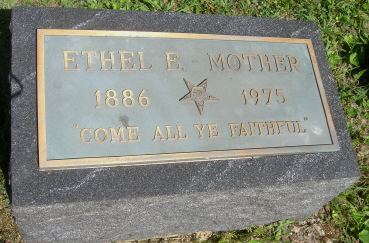 ETHEL E - MOTHER
1886 1975
"COME ALL YE FAITHFUL"